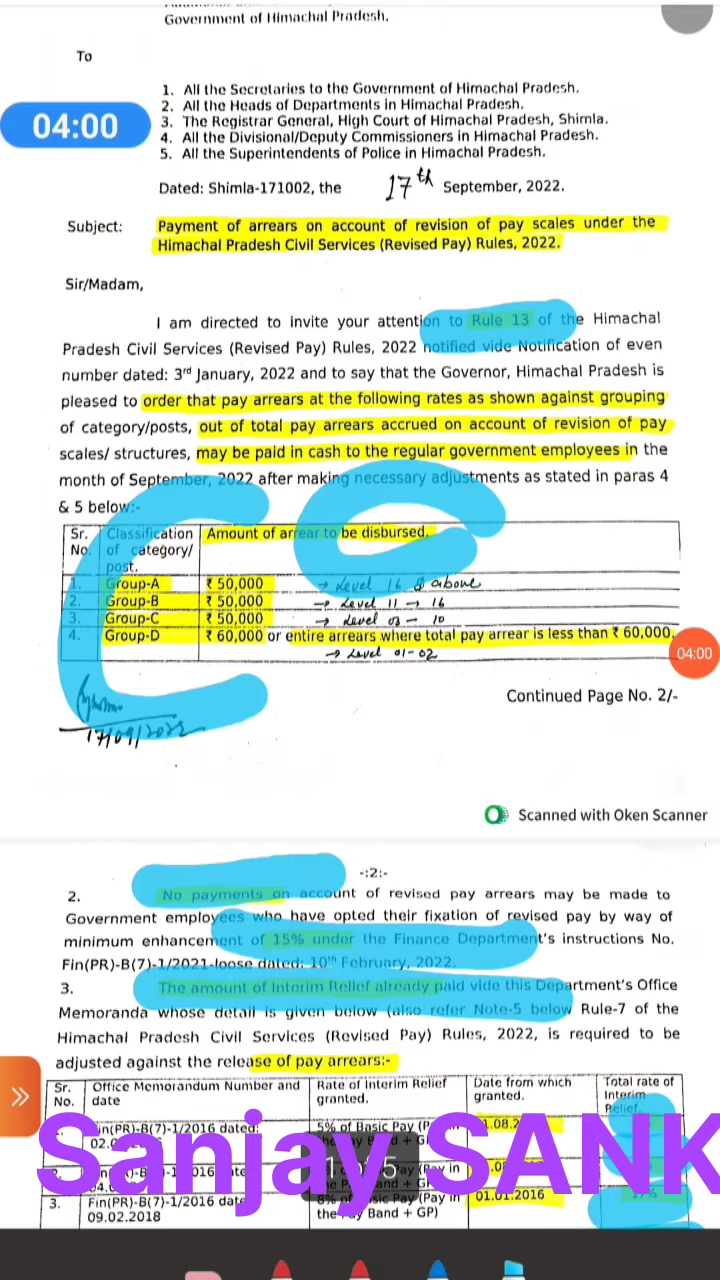 Government of Himachal Pradesh.
To
1. All the Secretaries to the Government of Himachal Pradesh.
2. All the Heads of Departments in Himachal Pradesh.
04:00
3. The Registrar General, High Court of Himachal Pradesh, Shimla.
4. All the Divisional/Deputy Commissioners in Himachal Pradesh.
5. All the Superintendents of Police in Himachal Pradesh.
Dated: Shimla-171002, the 17th September, 2022.
Subject: Payment of arrears on account of revision of pay scales under the
Himachal Pradesh Civil Services (Revised Pay) Rules, 2022.
Sir/Madam,
I am directed to invite your attention to Rule 13 of the Himachal
Pradesh Civil Services (Revised Pay) Rules, 2022 notified vide Notification of even
number dated: 3rd January, 2022 and to say that the Governor, Himachal Pradesh is
pleased to order that pay arrears at the following rates as shown against grouping
of category/posts, out of total pay arrears accrued on account of revision of pay
scales/ structures, may be paid in cash to the regular government employees in the
month of September, 2022 after making necessary adjustments as stated in paras 4
& 5 below:-
Sr. No. Classification of category/ post. Amount of arrear to be disbursed.
1. Group-A ₹ 50,000 → Level 16 & above
2. Group-B ₹ 50,000 → Level 11 → 16
3. Group-C ₹ 50,000 → Level 03 — 10
4. Group-D ₹ 60,000 or entire arrears where total pay arrear is less than ₹ 60,000.
→ Level 01-02
04:00
Continued Page No. 2/-
17/09/2022
Scanned with Oken Scanner
-:2:-
2. No payments on account of revised pay arrears may be made to
Government employees who have opted their fixation of revised pay by way of
minimum enhancement of 15% under the Finance Department's instructions No.
Fin(PR)-B(7)-1/2021-loose dated: 10th February, 2022.
3. The amount of Interim Relief already paid vide this Department's Office
Memoranda whose detail is given below (also refer Note-5 below Rule-7 of the
Himachal Pradesh Civil Services (Revised Pay) Rules, 2022, is required to be
adjusted against the release of pay arrears:-
Sr. No. Office Memorandum Number and date Rate of Interim Relief granted. Date from which granted. Total rate of Interim Relief.
Fin(PR)-B(7)-1/2016 dated: 5% of Basic Pay
Sanjay SANK
3. Fin(PR)-B(7)-1/2016 8% of (Pay in 01.01.2016
09.02.2018 the Pay Band + GP)